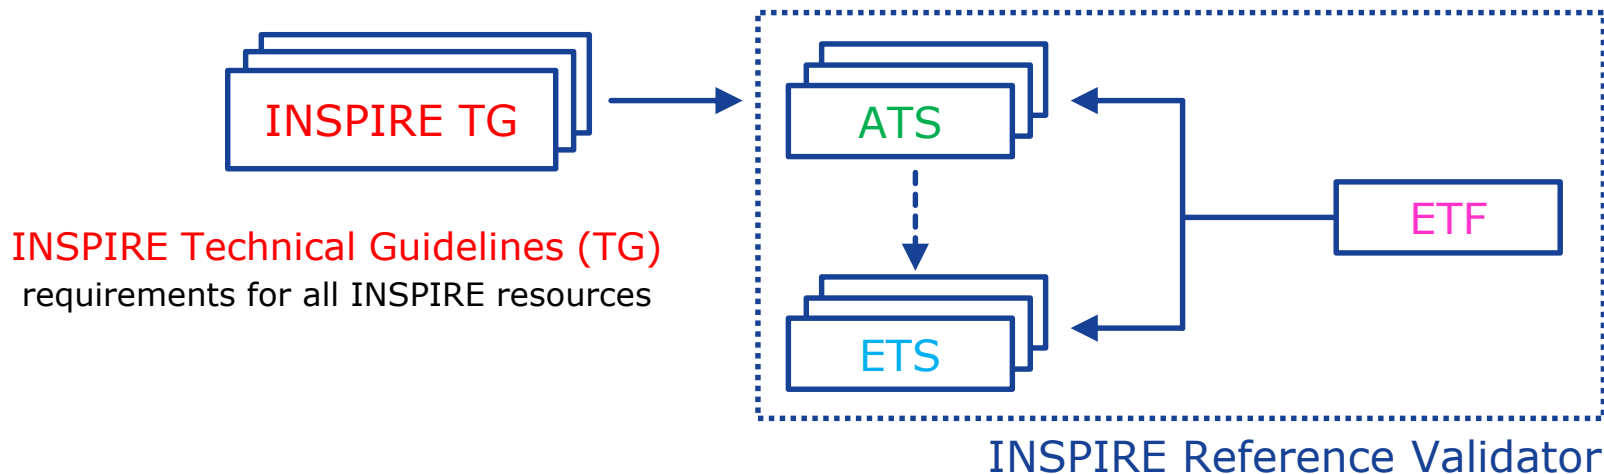 INSPIRE TG
ATS
ETF
INSPIRE Technical Guidelines (TG)
requirements for all INSPIRE resources
ETS
INSPIRE Reference Validator